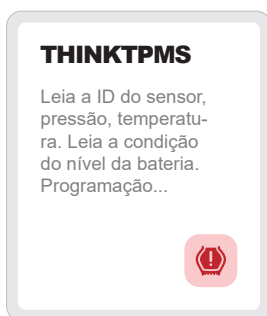 THINKTPMS
Leia a ID do sensor,
pressão, temperatu-
ra. Leia a condição
do nível da bateria.
Programação...